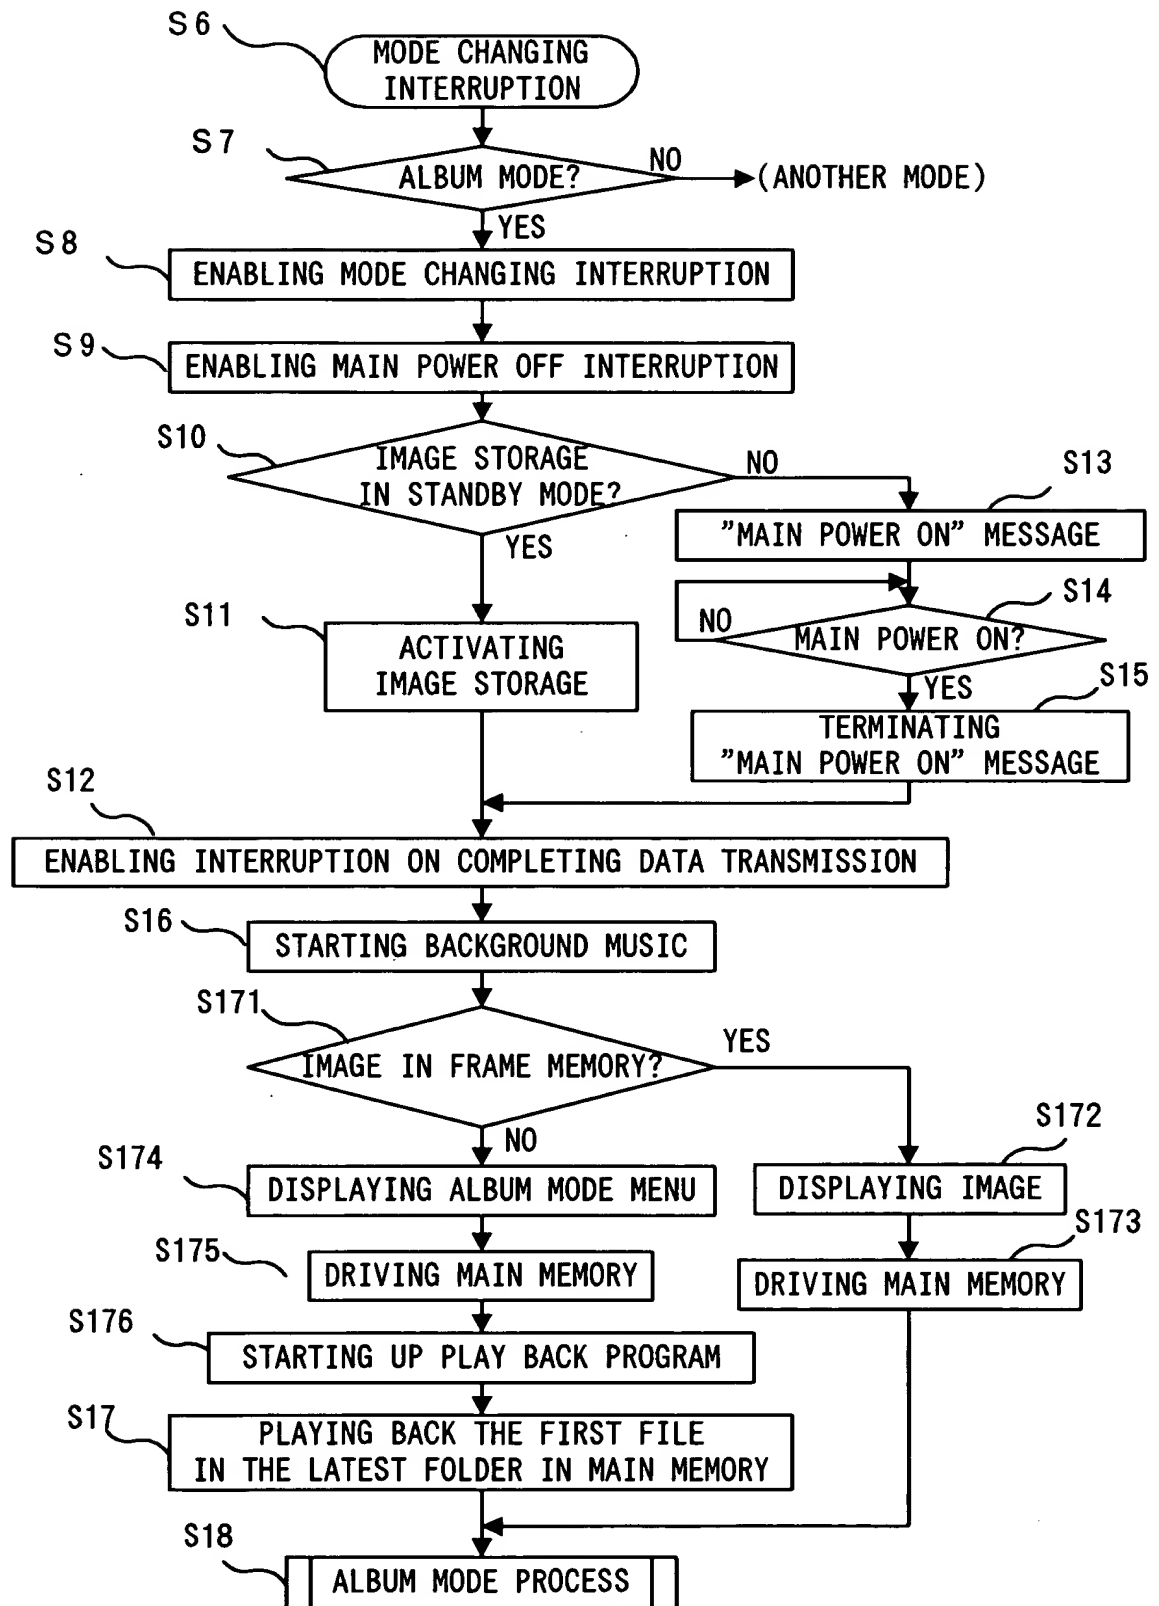 S6
MODE CHANGING
INTERRUPTION
S7
ALBUM MODE?
NO
(ANOTHER MODE)
YES
S8
ENABLING MODE CHANGING INTERRUPTION
S9
ENABLING MAIN POWER OFF INTERRUPTION
S10
IMAGE STORAGE
IN STANDBY MODE?
NO
YES
S13
"MAIN POWER ON" MESSAGE
S14
NO
MAIN POWER ON?
YES
S11
ACTIVATING
IMAGE STORAGE
S15
TERMINATING
"MAIN POWER ON" MESSAGE
S12
ENABLING INTERRUPTION ON COMPLETING DATA TRANSMISSION
S16
STARTING BACKGROUND MUSIC
S171
IMAGE IN FRAME MEMORY?
YES
NO
S172
DISPLAYING IMAGE
S173
DRIVING MAIN MEMORY
S174
DISPLAYING ALBUM MODE MENU
S175
DRIVING MAIN MEMORY
S176
STARTING UP PLAY BACK PROGRAM
S17
PLAYING BACK THE FIRST FILE
IN THE LATEST FOLDER IN MAIN MEMORY
S18
ALBUM MODE PROCESS